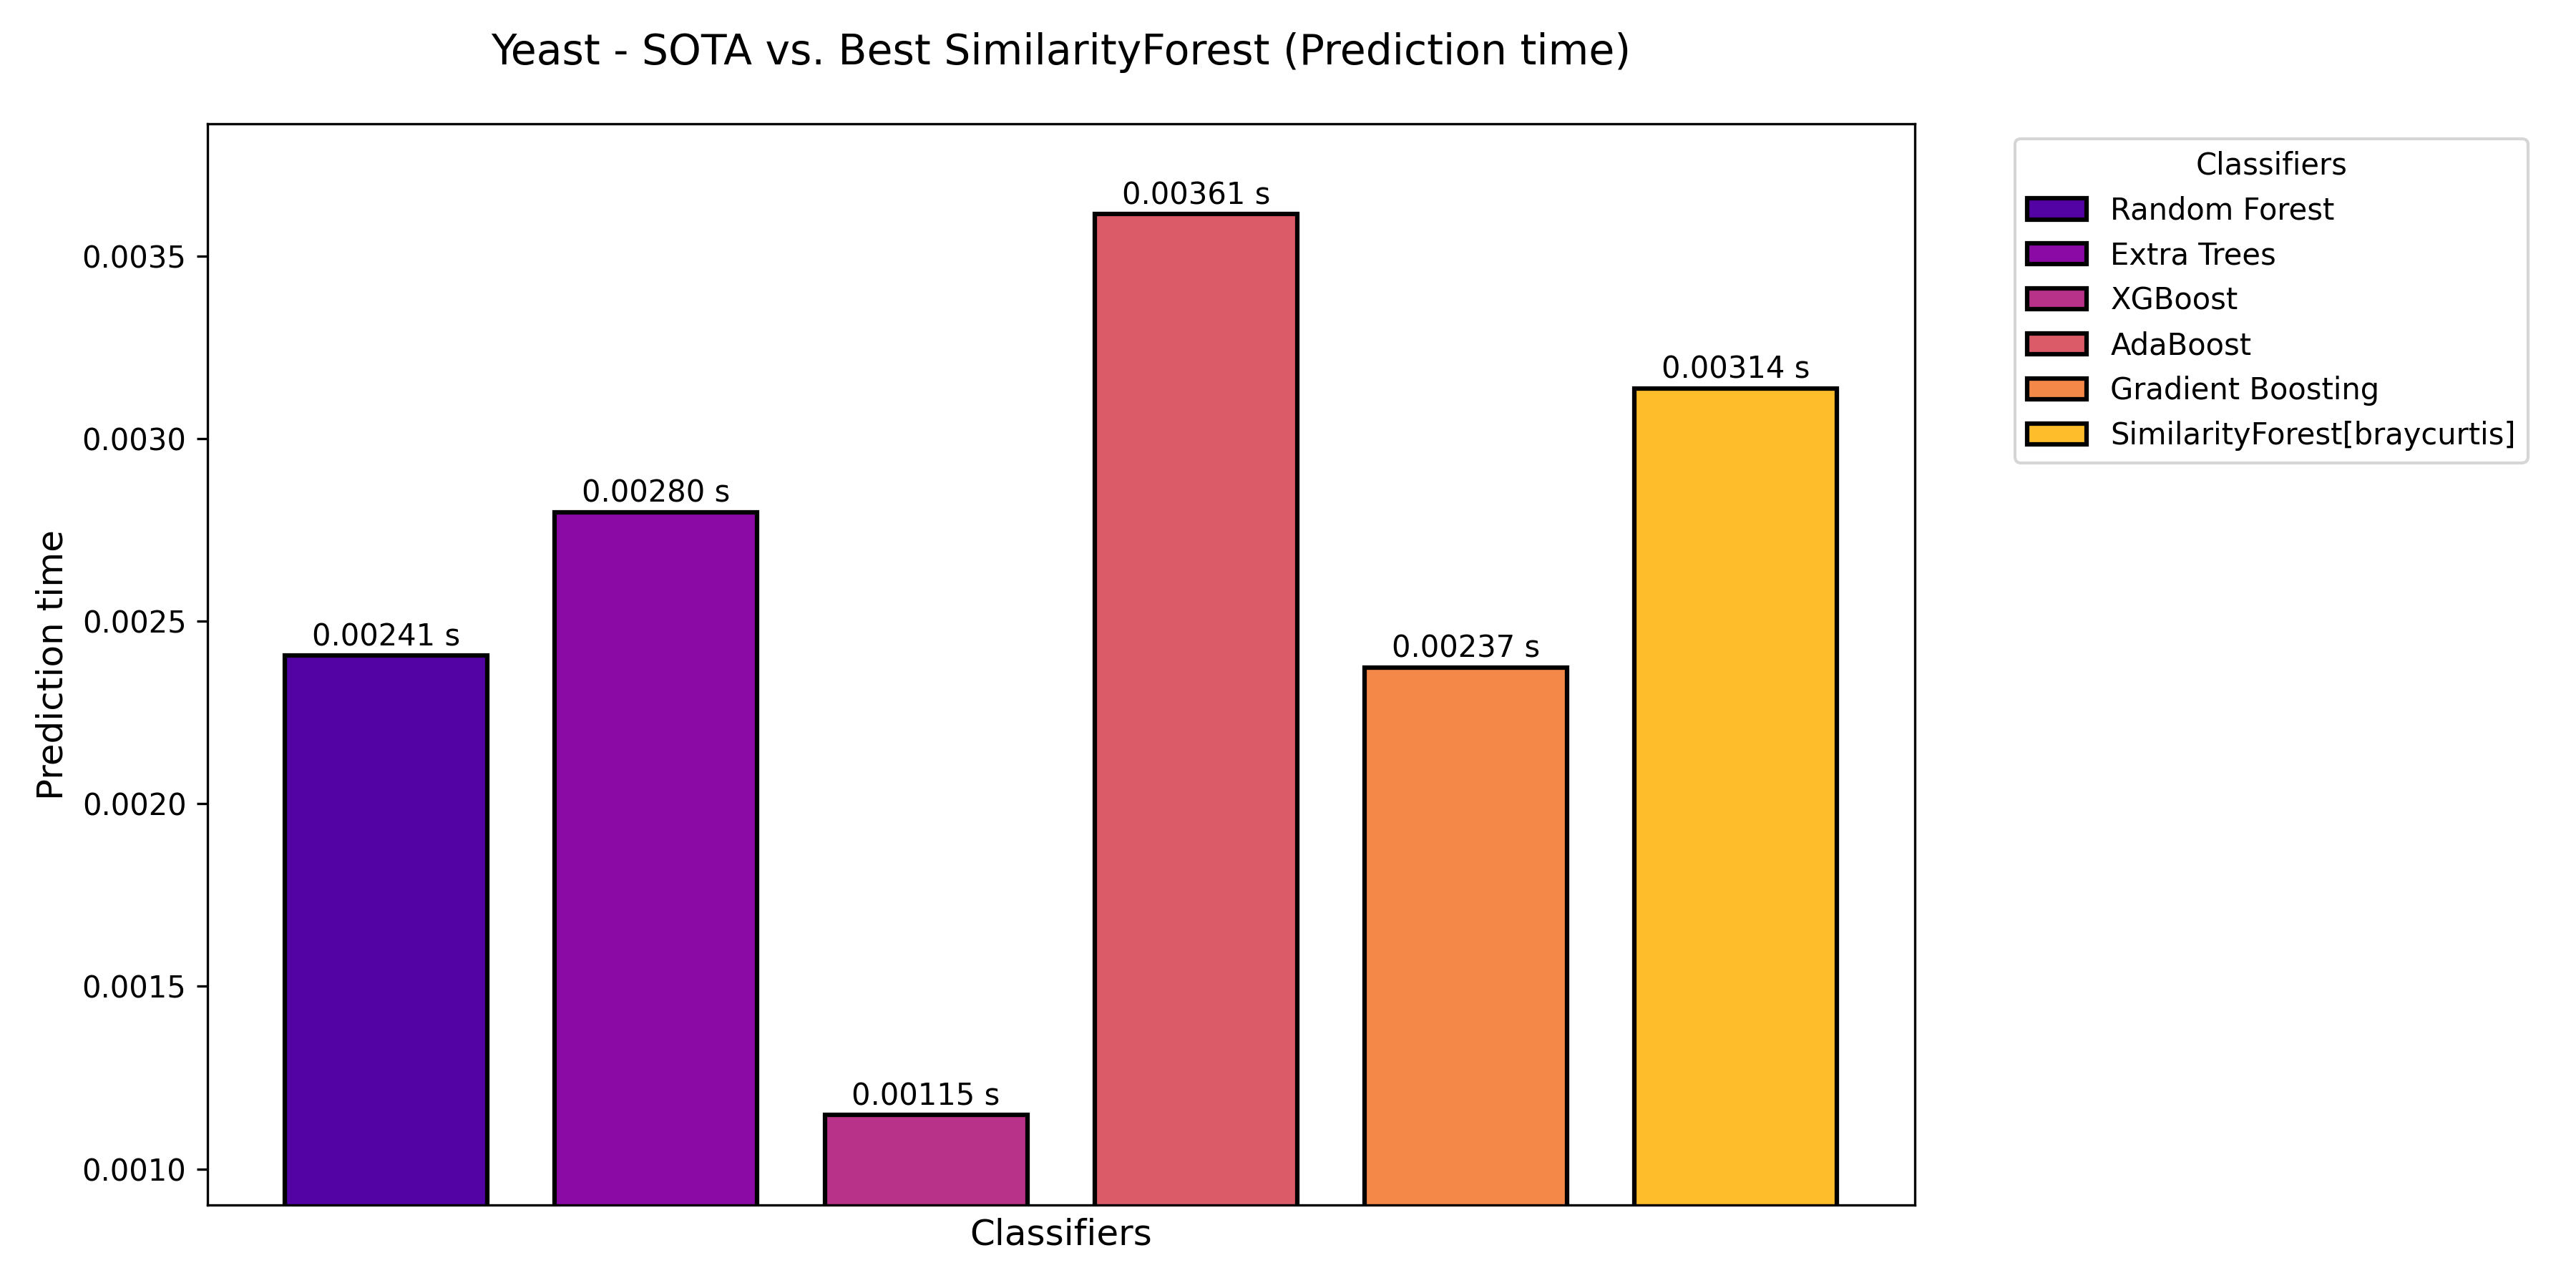 Yeast - SOTA vs. Best SimilarityForest (Prediction time)
Prediction time
0.0035
0.0030
0.0025
0.0020
0.0015
0.0010
0.00241 s
0.00280 s
0.00115 s
0.00361 s
0.00237 s
0.00314 s
Classifiers
Classifiers
Random Forest
Extra Trees
XGBoost
AdaBoost
Gradient Boosting
SimilarityForest[braycurtis]